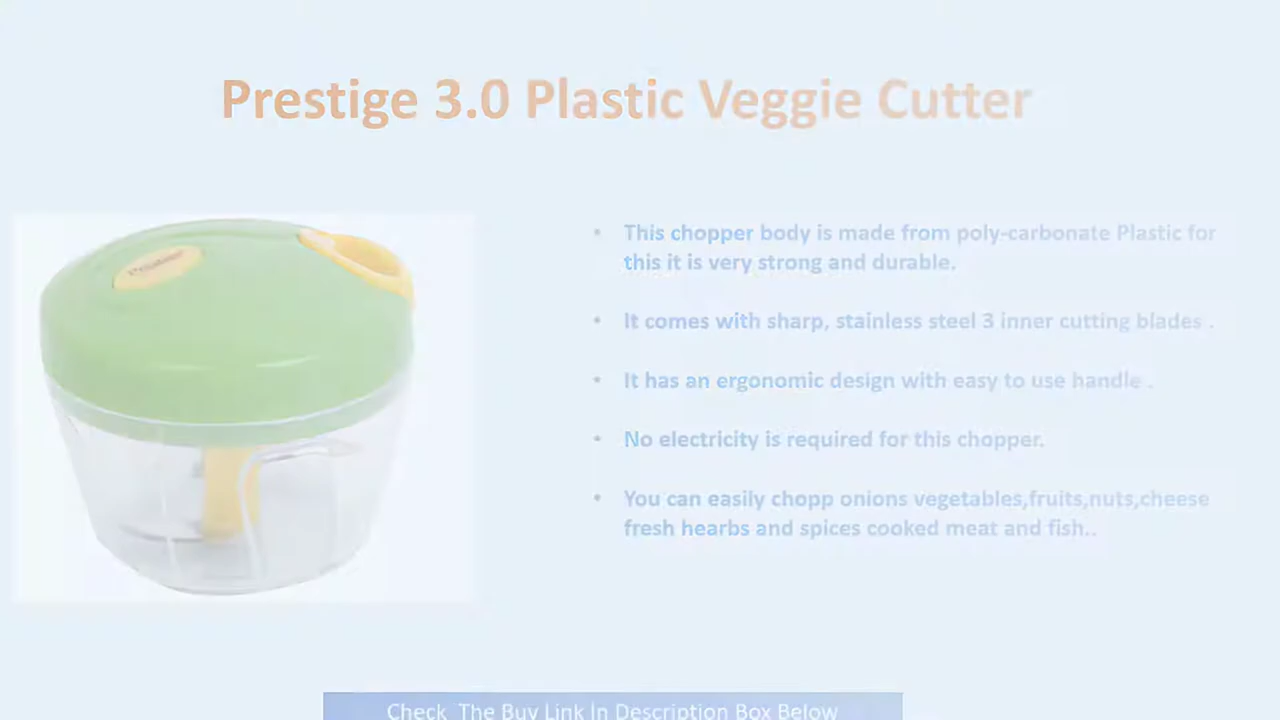 Prestige 3.0 Plastic Veggie Cutter
Prestige
• This chopper body is made from poly-carbonate Plastic for
this it is very strong and durable.
• It comes with sharp, stainless steel 3 inner cutting blades .
• It has an ergonomic design with easy to use handle .
• No electricity is required for this chopper.
• You can easily chopp onions vegetables,fruits,nuts,cheese
fresh hearbs and spices cooked meat and fish..
Check The Buy Link In Description Box Below